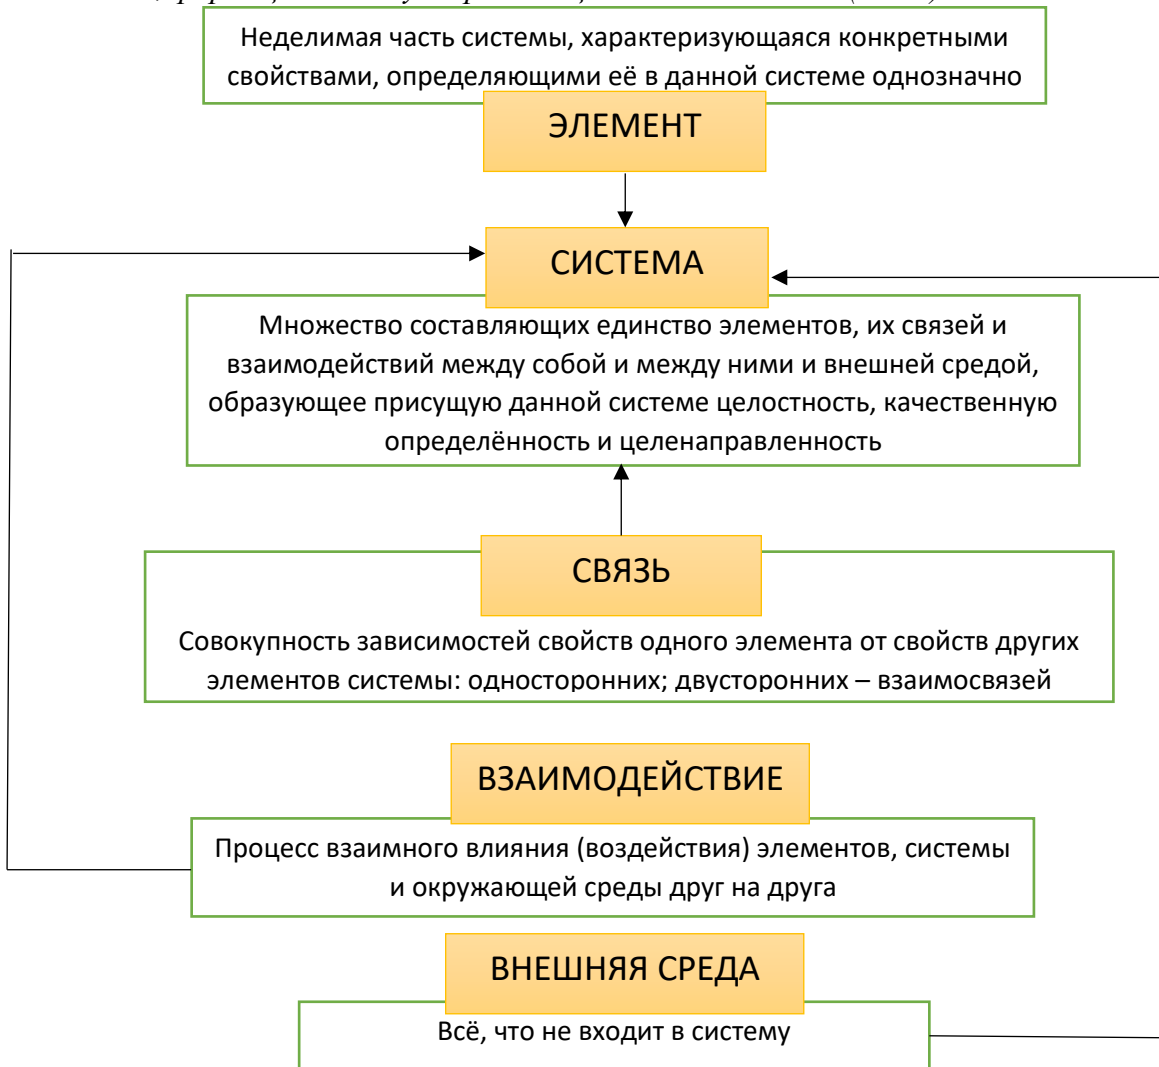 Неделимая часть системы, характеризующаяся конкретными
свойствами, определяющими её в данной системе однозначно
ЭЛЕМЕНТ
СИСТЕМА
Множество составляющих единство элементов, их связей и
взаимодействий между собой и между ними и внешней средой,
образующее присущую данной системе целостность, качественную
определённость и целенаправленность
СВЯЗЬ
Совокупность зависимостей свойств одного элемента от свойств других
элементов системы: односторонних; двусторонних – взаимосвязей
ВЗАИМОДЕЙСТВИЕ
Процесс взаимного влияния (воздействия) элементов, системы
и окружающей среды друг на друга
ВНЕШНЯЯ СРЕДА
Всё, что не входит в систему